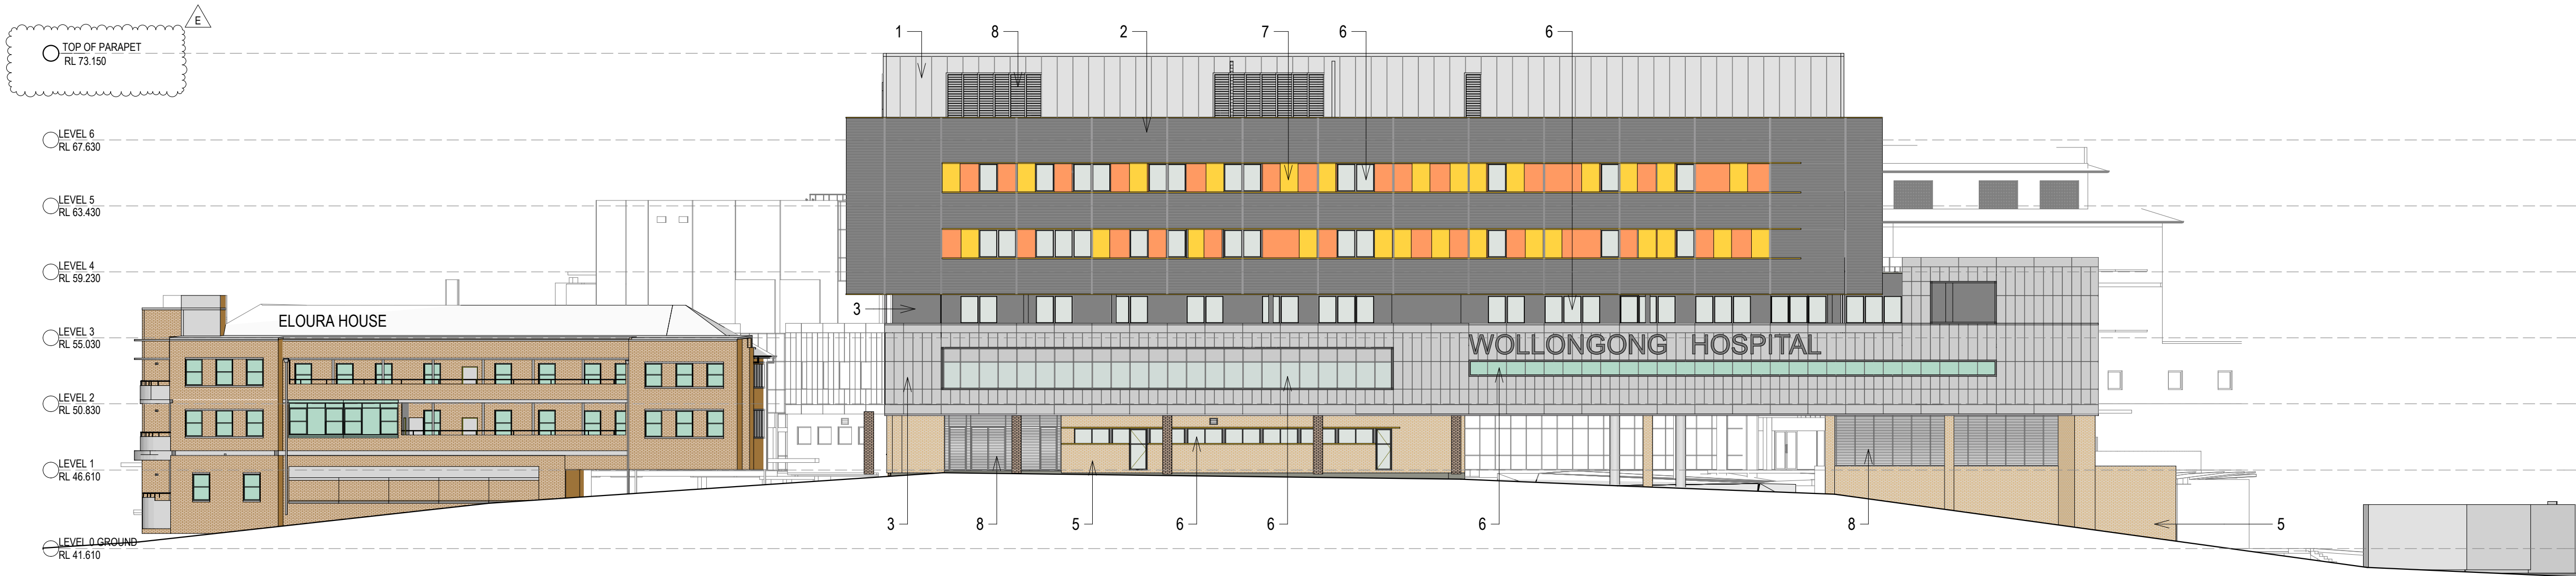 E
TOP OF PARAPET
RL 73.150
1
8
2
7
6
6
LEVEL 6
RL 67.630
LEVEL 5
RL 63.430
LEVEL 4
RL 59.230
3
ELOURA HOUSE
LEVEL 3
RL 55.030
WOLLONGONG HOSPITAL
LEVEL 2
RL 50.830
LEVEL 1
RL 46.610
3
8
5
6
6
6
8
5
LEVEL 0 GROUND
RL 41.610